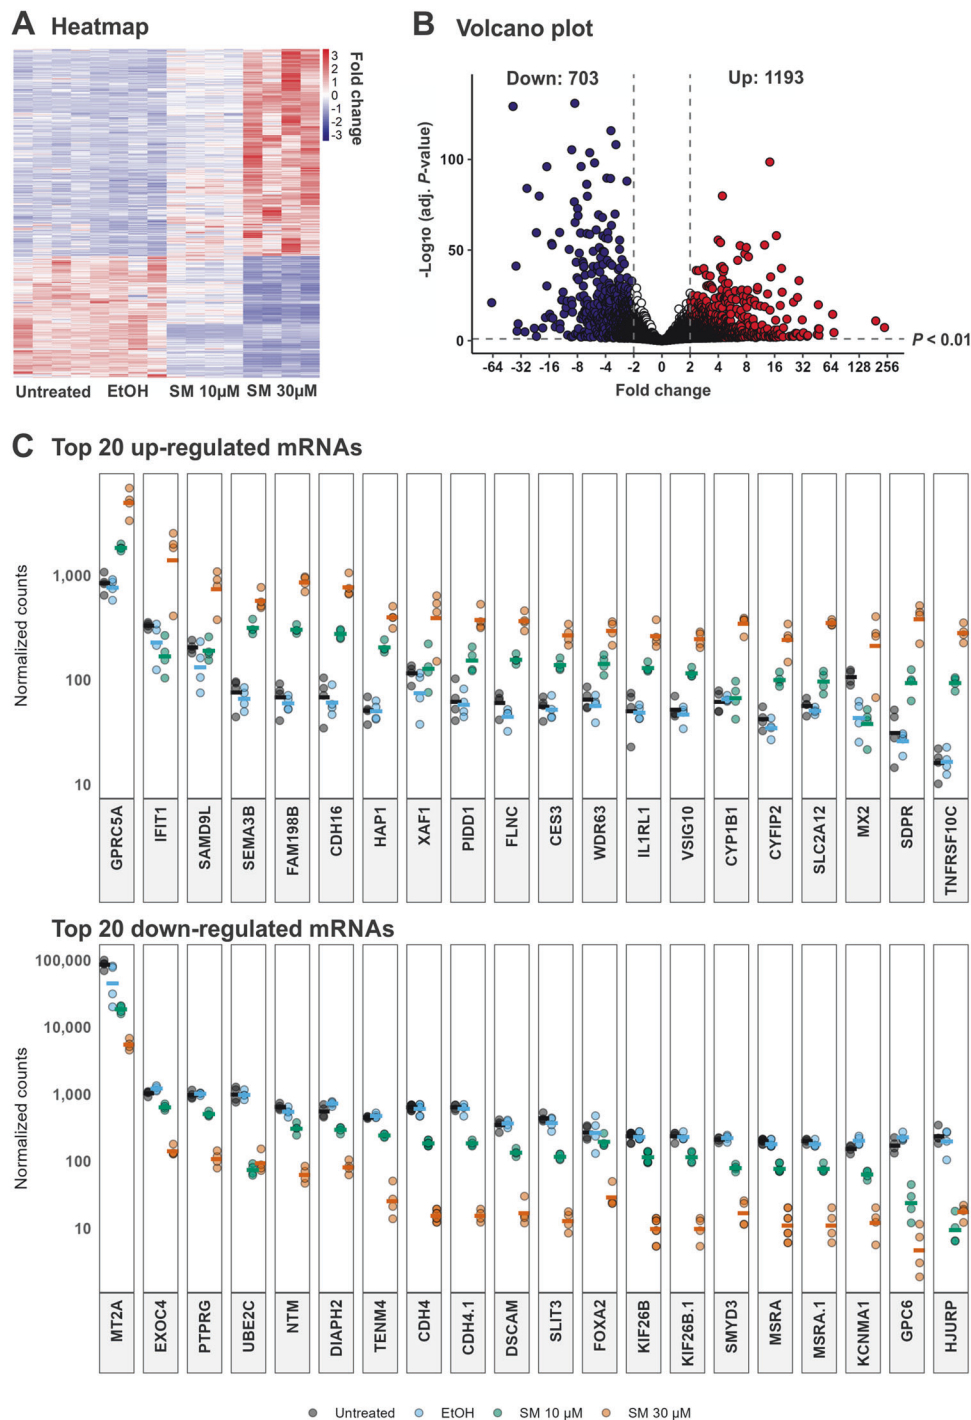 A Heatmap
3
2
1
0
-1
-2
-3
Fold change
Untreated EtOH SM 10µM SM 30µM
B Volcano plot
Down: 703 Up: 1193
-Log10 (adj. P-value)
100
50
0
P < 0.01
-64 -32 -16 -8 -4 -2 0 2 4 8 16 32 64 128 256
Fold change
C Top 20 up-regulated mRNAs
Normalized counts
1,000
100
10
GPRC5A
IFIT1
SAMD9L
SEMA3B
FAM198B
CDH16
HAP1
XAF1
PIDD1
FLNC
CES3
WDR63
IL1RL1
VSIG10
CYP1B1
CYFIP2
SLC2A12
MX2
SDPR
TNFRSF10C
Top 20 down-regulated mRNAs
Normalized counts
100,000
10,000
1,000
100
10
MT2A
EXOC4
PTPRG
UBE2C
NTM
DIAPH2
TENM4
CDH4
CDH4.1
DSCAM
SLIT3
FOXA2
KIF26B
KIF26B.1
SMYD3
MSRA
MSRA.1
KCNMA1
GPC6
HJURP
Untreated EtOH SM 10 µM SM 30 µM